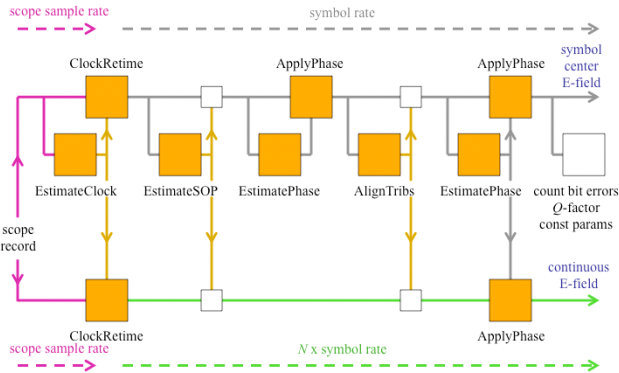 scope sample rate
symbol rate
ClockRetime
ApplyPhase
ApplyPhase
symbol
center
E-field
EstimateClock
EstimateSOP
EstimatePhase
AlignTribs
EstimatePhase
count bit errors
Q-factor
const params
scope
record
continuous
E-field
ClockRetime
ApplyPhase
scope sample rate
N x symbol rate